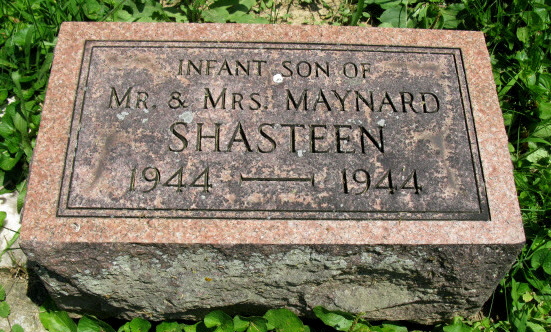 INFANT SON OF
MR. & MRS. MAYNARD
SHASTEEN
1944 — 1944